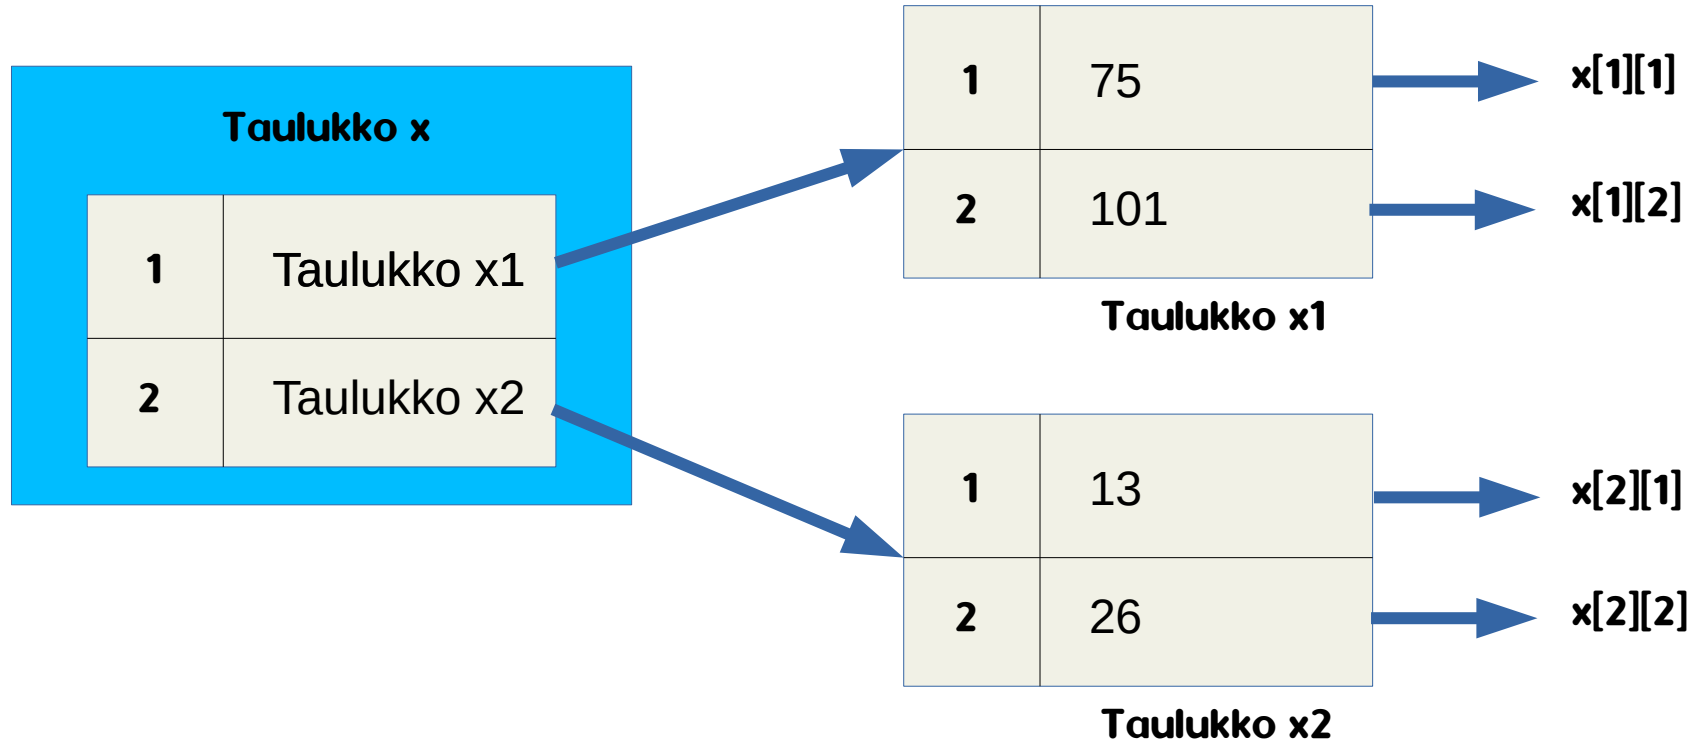 Taulukko x
1 Taulukko x1
2 Taulukko x2
1 75 x[1][1]
2 101 x[1][2]
Taulukko x1
1 13 x[2][1]
2 26 x[2][2]
Taulukko x2